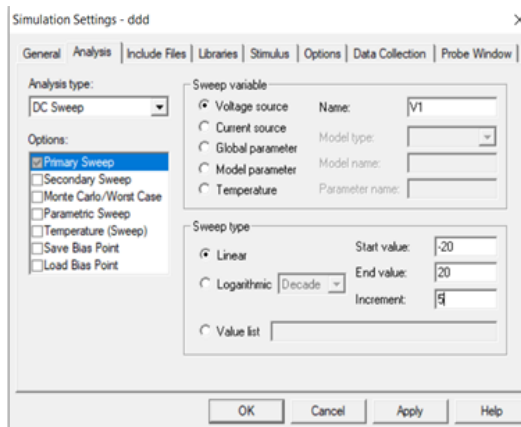 Simulation Settings - ddd
General Analysis Include Files Libraries Stimulus Options Data Collection Probe Window
Analysis type:
DC Sweep
Options:
Primary Sweep
Secondary Sweep
Monte Carlo/Worst Case
Parametric Sweep
Temperature (Sweep)
Save Bias Point
Load Bias Point
Sweep variable
Voltage source Name: V1
Current source Model type:
Global parameter
Model parameter Model name:
Temperature Parameter name:
Sweep type
Linear Start value: -20
Logarithmic Decade End value: 20
Increment: 5
Value list
OK Cancel Apply Help